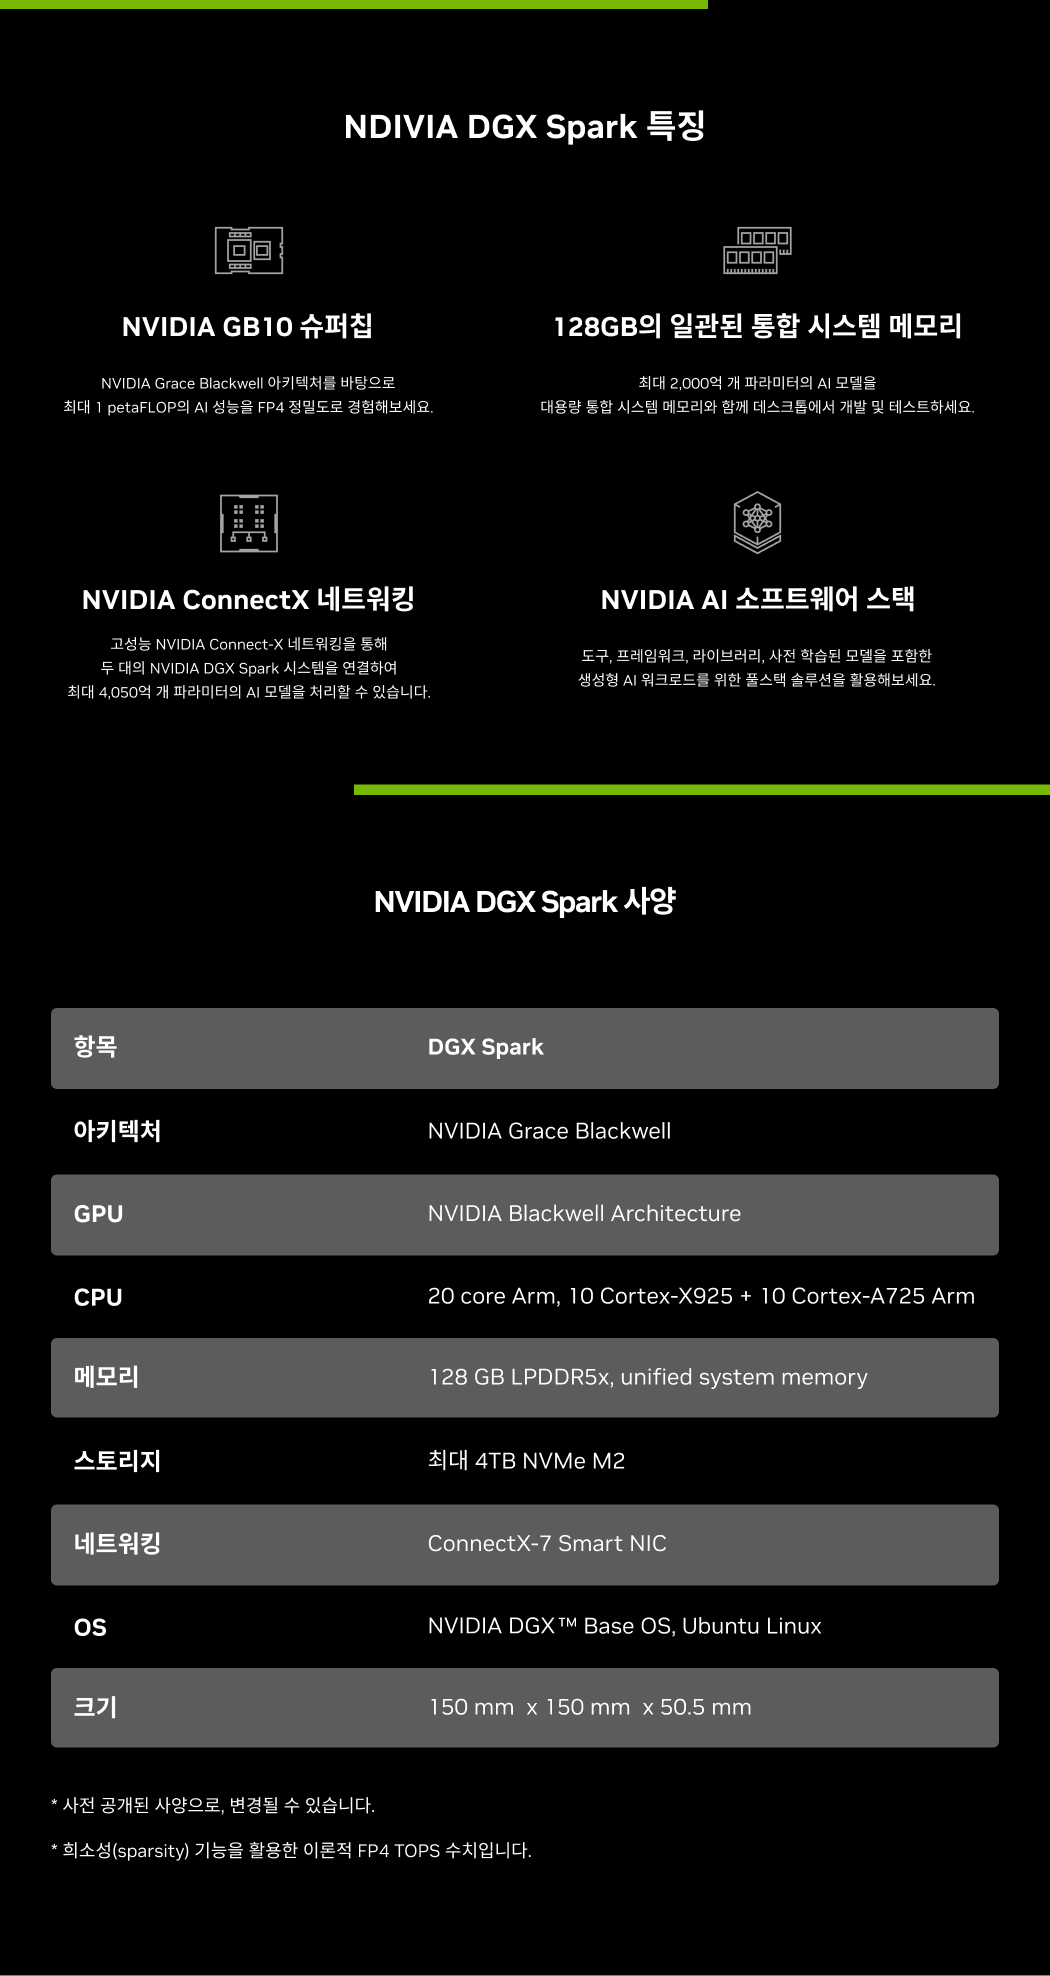 NDIVIA DGX Spark 특징
NVIDIA GB10 슈퍼칩
NVIDIA Grace Blackwell 아키텍처를 바탕으로
최대 1 petaFLOP의 AI 성능을 FP4 정밀도로 경험해보세요.
128GB의 일관된 통합 시스템 메모리
최대 2,000억 개 파라미터의 AI 모델을
대용량 통합 시스템 메모리와 함께 데스크톱에서 개발 및 테스트하세요.
NVIDIA ConnectX 네트워킹
고성능 NVIDIA Connect-X 네트워킹을 통해
두 대의 NVIDIA DGX Spark 시스템을 연결하여
최대 4,050억 개 파라미터의 AI 모델을 처리할 수 있습니다.
NVIDIA AI 소프트웨어 스택
도구, 프레임워크, 라이브러리, 사전 학습된 모델을 포함한
생성형 AI 워크로드를 위한 풀스택 솔루션을 활용해보세요.
NVIDIA DGX Spark 사양
항목 DGX Spark
아키텍처 NVIDIA Grace Blackwell
GPU NVIDIA Blackwell Architecture
CPU 20 core Arm, 10 Cortex-X925 + 10 Cortex-A725 Arm
메모리 128 GB LPDDR5x, unified system memory
스토리지 최대 4TB NVMe M2
네트워킹 ConnectX-7 Smart NIC
OS NVIDIA DGX™ Base OS, Ubuntu Linux
크기 150 mm x 150 mm x 50.5 mm
* 사전 공개된 사양으로, 변경될 수 있습니다.
* 희소성(sparsity) 기능을 활용한 이론적 FP4 TOPS 수치입니다.